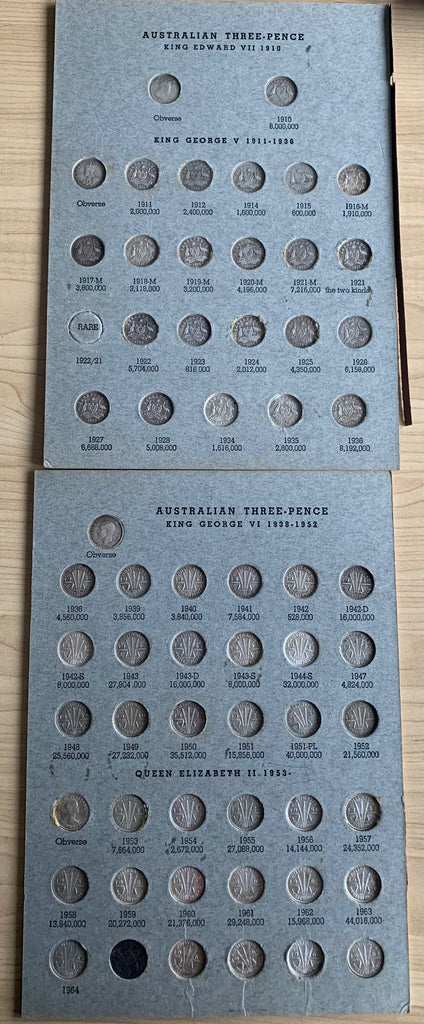 AUSTRALIAN THREE-PENCE
KING EDWARD VII 1910
Obverse 1910
8,000,000
KING GEORGE V 1911-1936
Obverse 1911 1912 1914 1915 1916-M
2,000,000 2,400,000 1,600,000 800,000 1,910,000
1917-M 1918-M 1919-M 1920-M 1921-M 1921
3,800,000 3,118,000 3,200,000 4,196,000 7,216,000 the two kinds
RARE
1922/21 1922 1923 1924 1925 1926
5,704,000 816,000 2,012,000 4,350,000 6,158,000
1927 1928 1934 1935 1936
6,688,000 5,008,000 1,616,000 2,800,000 8,192,000
AUSTRALIAN THREE-PENCE
KING GEORGE VI 1938-1952
Obverse
1938 1939 1940 1941 1942 1942-D
4,560,000 3,856,000 3,840,000 7,584,000 528,000 16,000,000
1942-S 1943 1943-D 1943-S 1944-S 1947
8,000,000 27,904,000 16,000,000 8,000,000 32,000,000 4,824,000
1948 1949 1950 1951 1951-PL 1952
25,560,000 27,232,000 35,512,000 15,856,000 40,000,000 21,560,000
QUEEN ELIZABETH II 1953-
Obverse 1953 1954 1955 1956 1957
7,664,000 2,672,000 27,088,000 14,144,000 24,352,000
1958 1959 1960 1961 1962 1963
13,840,000 20,272,000 21,376,000 29,248,000 15,968,000 44,016,000
1964